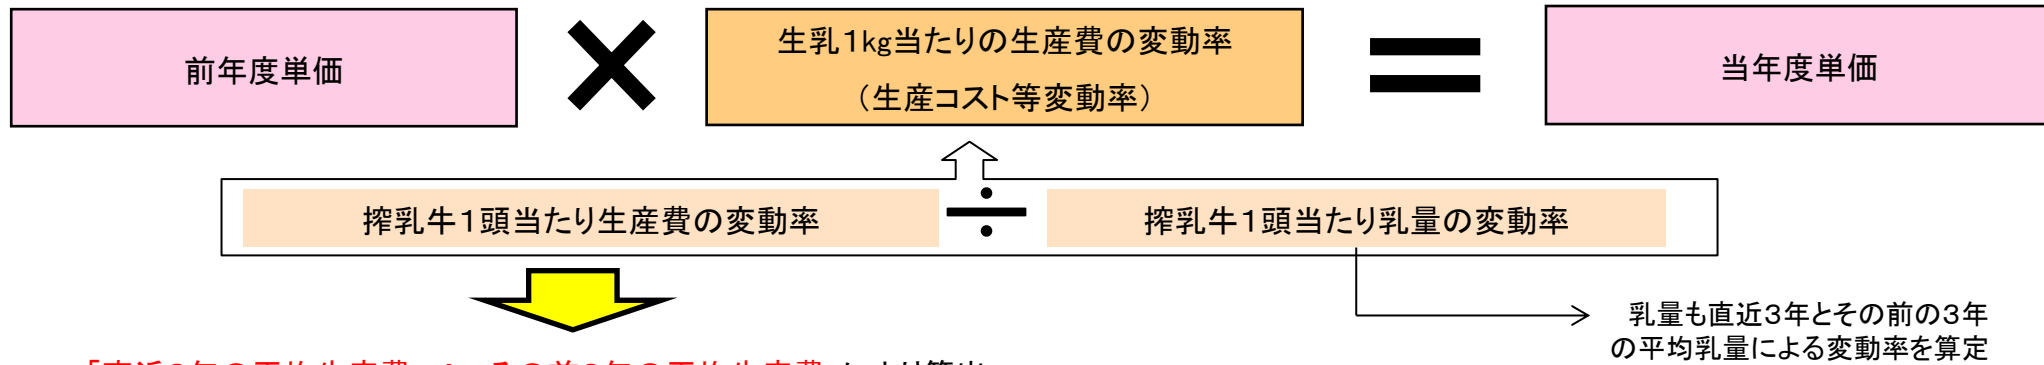 前年度単価
×
生乳1kg当たりの生産費の変動率
(生産コスト等変動率)
=
当年度単価
搾乳牛1頭当たり生産費の変動率
÷
搾乳牛1頭当たり乳量の変動率
乳量も直近3年とその前の3年
の平均乳量による変動率を算定